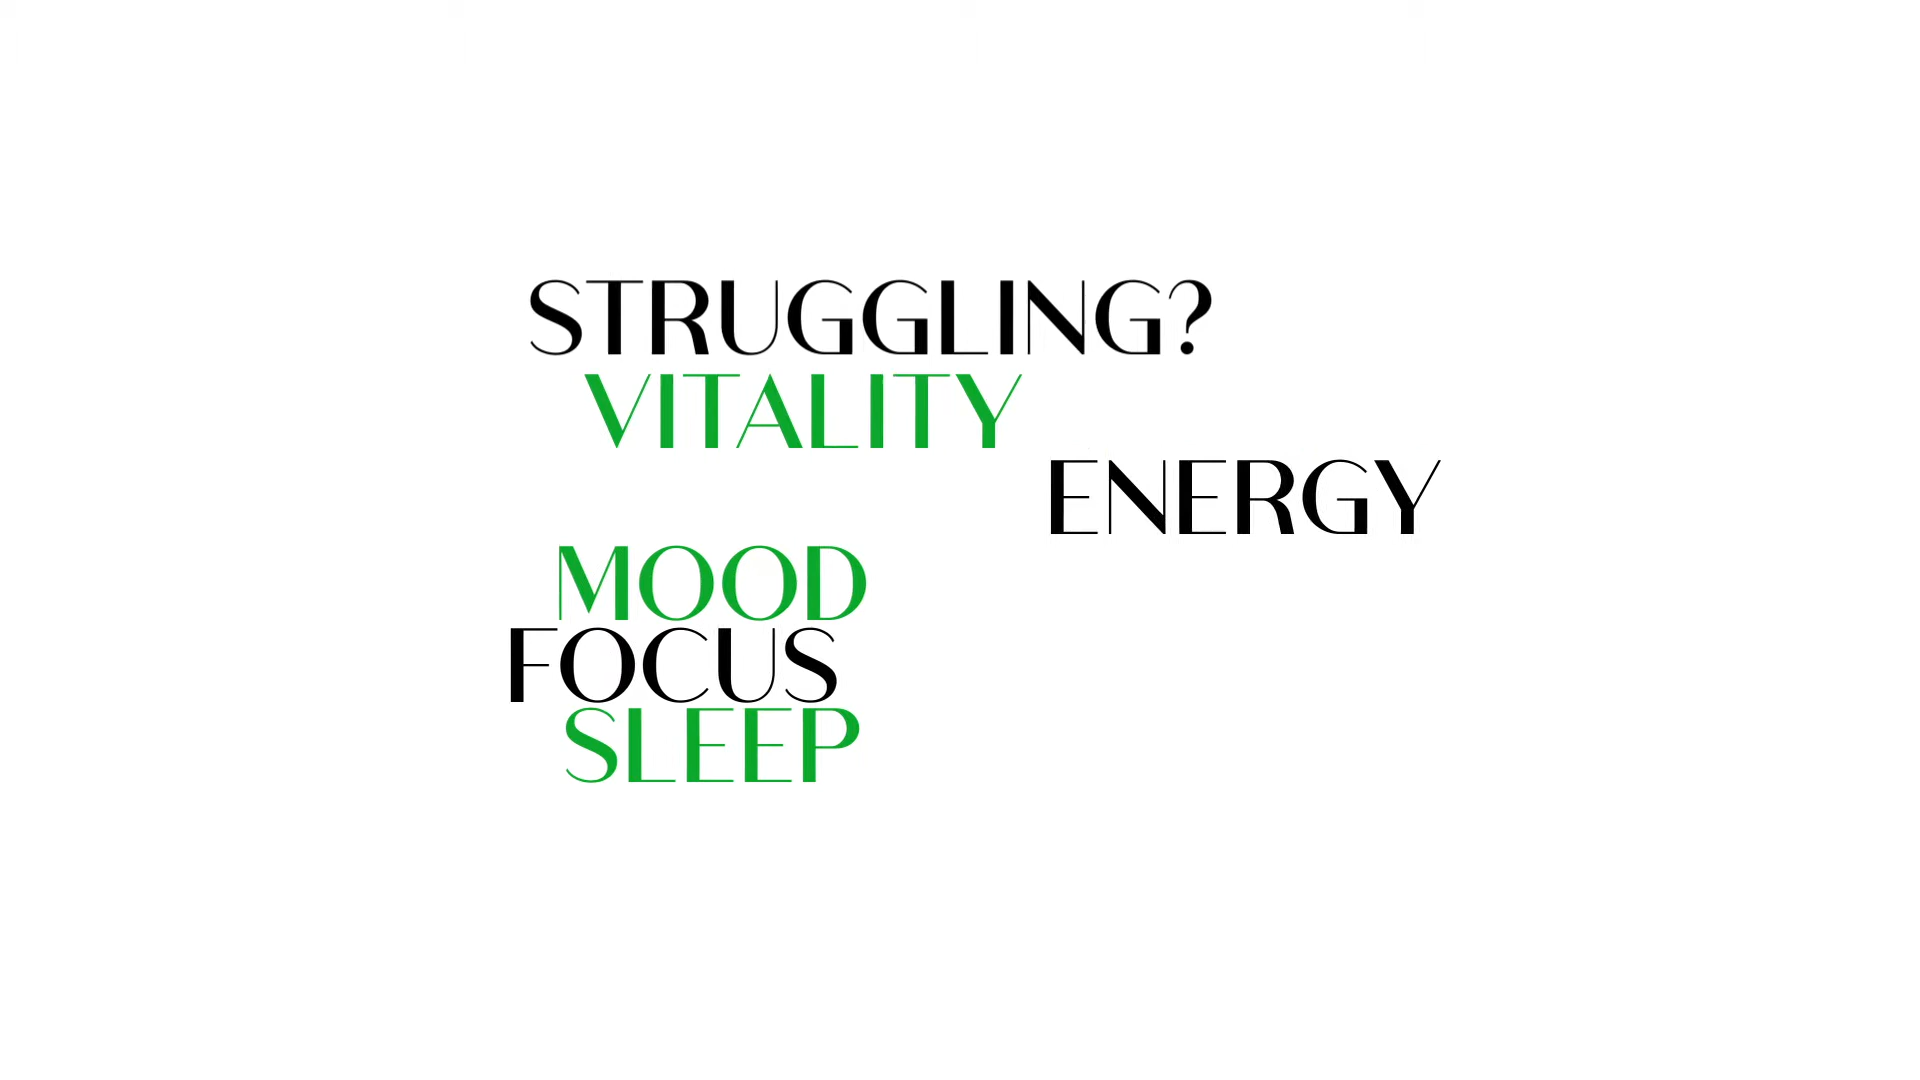 STRUGGLING?
VITALITY
ENERGY
MOOD
FOCUS
SLEEP